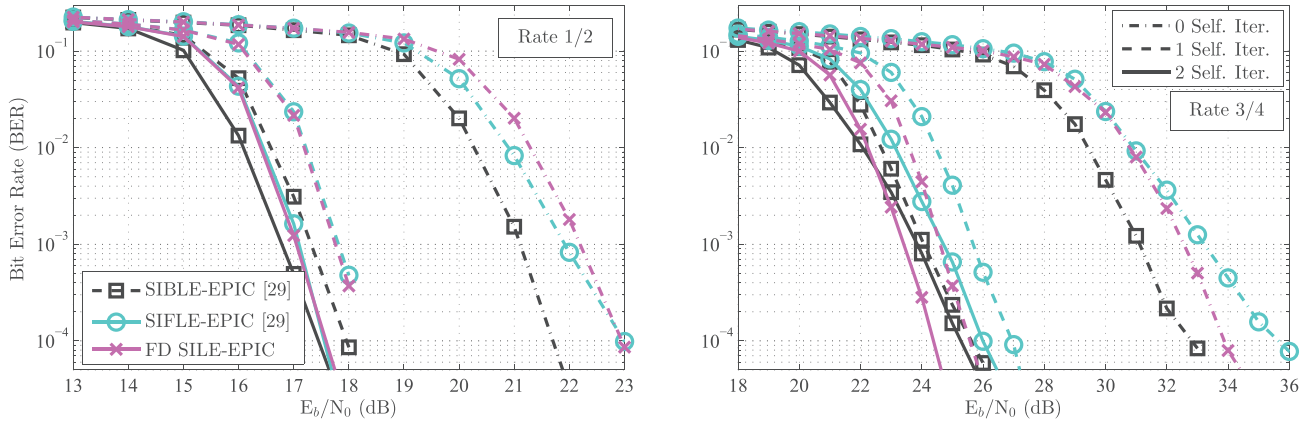 Bit Error Rate (BER)
10⁻¹
10⁻²
10⁻³
10⁻⁴
Rate 1/2
SIBLE-EPIC [29]
SIFLE-EPIC [29]
FD SILE-EPIC
13 14 15 16 17 18 19 20 21 22 23
E_b/N_0 (dB)
10⁻¹
10⁻²
10⁻³
10⁻⁴
0 Self. Iter.
1 Self. Iter.
2 Self. Iter.
Rate 3/4
18 20 22 24 26 28 30 32 34 36
E_b/N_0 (dB)